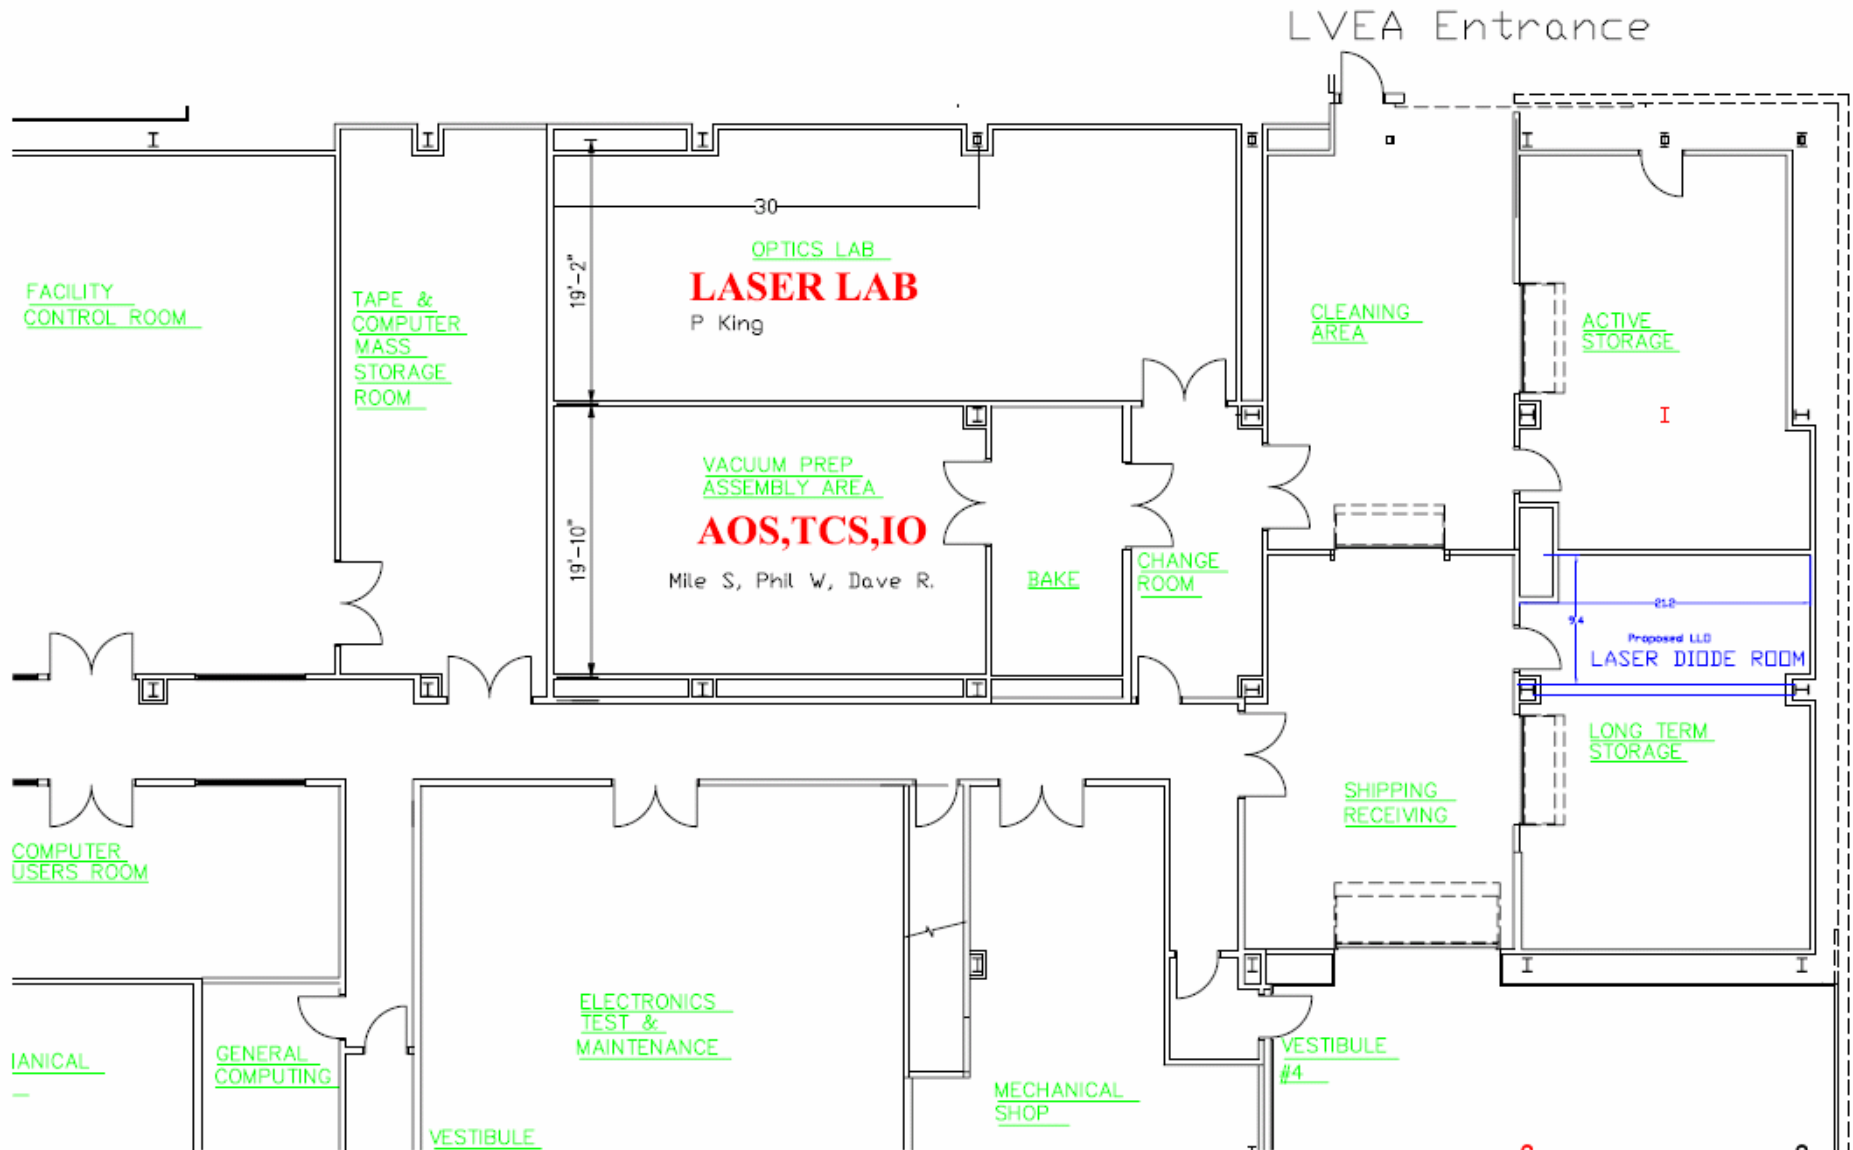 LVEA Entrance
30
OPTICS LAB
LASER LAB
P King
19'-2"
FACILITY
CONTROL ROOM
TAPE &
COMPUTER
MASS
STORAGE
ROOM
CLEANING
AREA
ACTIVE
STORAGE
VACUUM PREP
ASSEMBLY AREA
AOS,TCS,IO
Mile S, Phil W, Dave R.
19'-10"
BAKE
CHANGE
ROOM
Proposed LLO
LASER DIODE ROOM
LONG TERM
STORAGE
SHIPPING
RECEIVING
COMPUTER
USERS ROOM
ELECTRONICS
TEST &
MAINTENANCE
GENERAL
COMPUTING
MECHANICAL
SHOP
VESTIBULE
#4
VESTIBULE